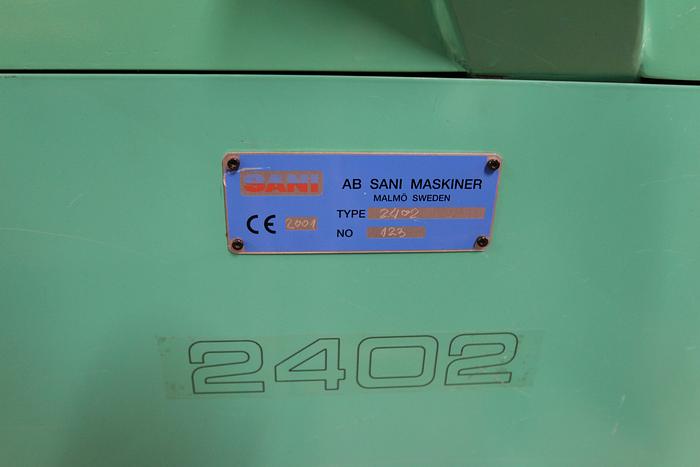 SANI
AB SANI MASKINER
MALMÖ SWEDEN
TYPE 2402
CE 2001
NO 123
2402